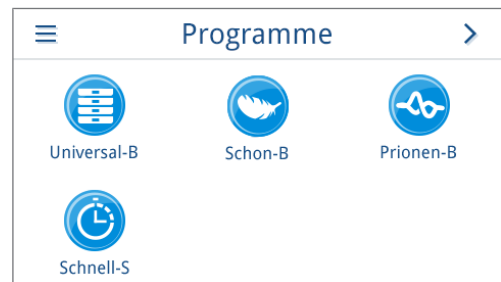 Programme
Universal-B
Schon-B
Prionen-B
Schnell-S